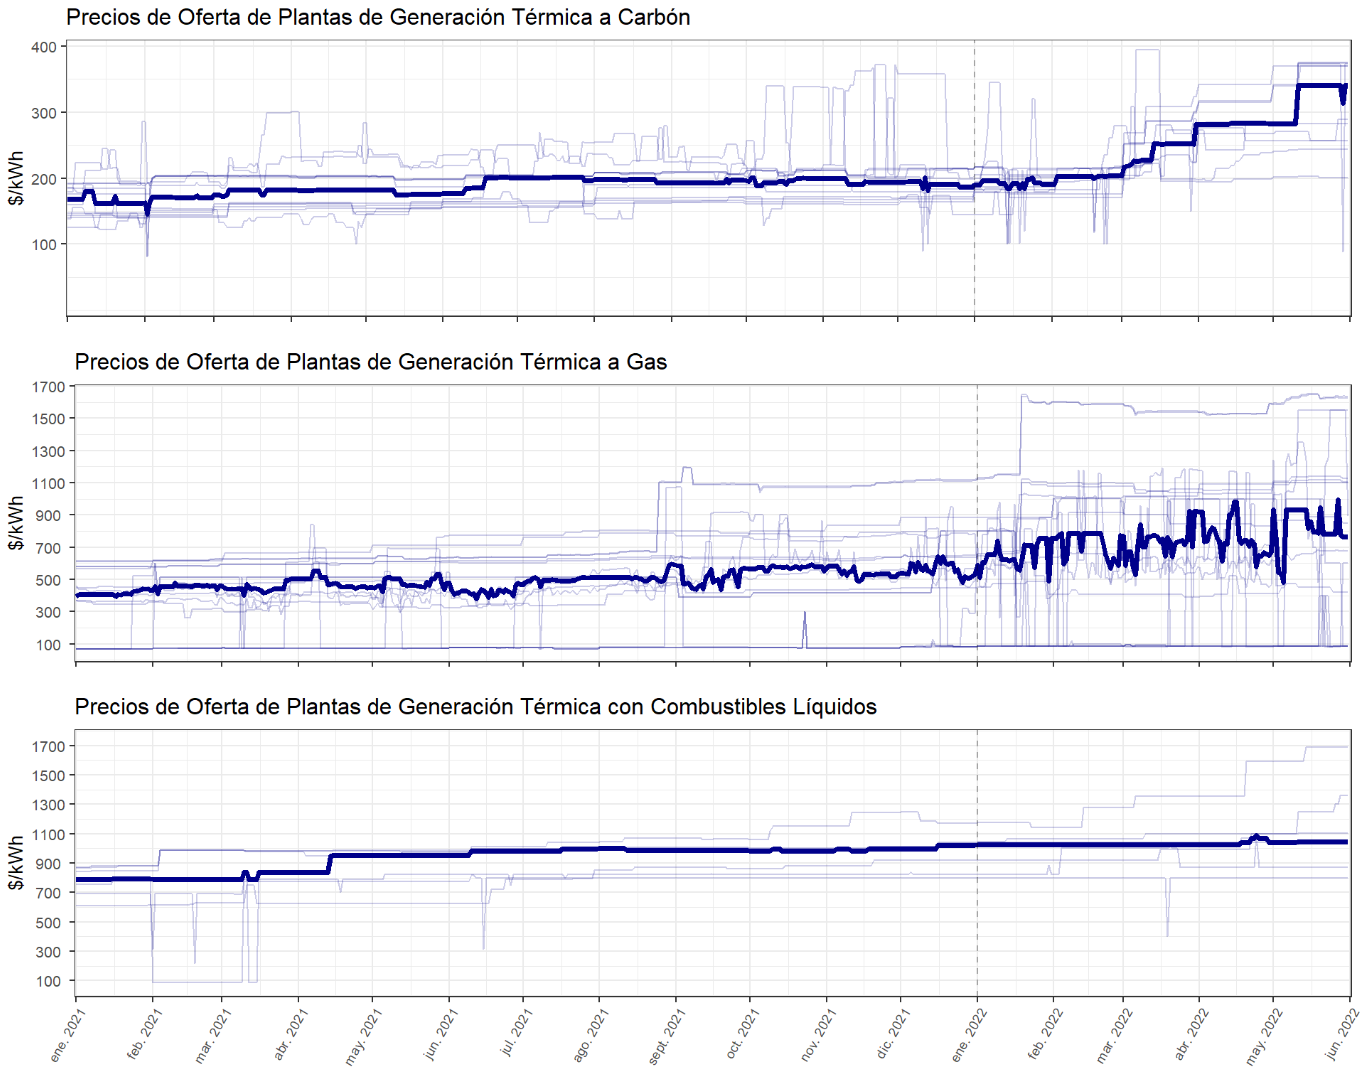 Precios de Oferta de Plantas de Generación Térmica a Carbón
400
300
200
100
$/kWh
Precios de Oferta de Plantas de Generación Térmica a Gas
1700
1500
1300
1100
900
700
500
300
100
$/kWh
Precios de Oferta de Plantas de Generación Térmica con Combustibles Líquidos
1700
1500
1300
1100
900
700
500
300
100
$/kWh
ene. 2021
feb. 2021
mar. 2021
abr. 2021
may. 2021
jun. 2021
jul. 2021
ago. 2021
sept. 2021
oct. 2021
nov. 2021
dic. 2021
ene. 2022
feb. 2022
mar. 2022
abr. 2022
may. 2022
jun. 2022